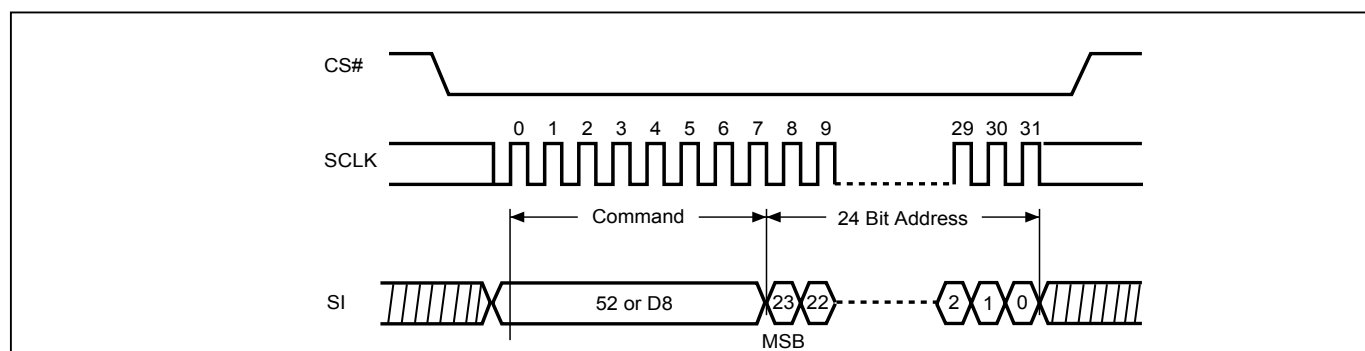 CS#
0 1 2 3 4 5 6 7 8 9 29 30 31
SCLK
Command 24 Bit Address
SI 52 or D8 23 22 2 1 0
MSB